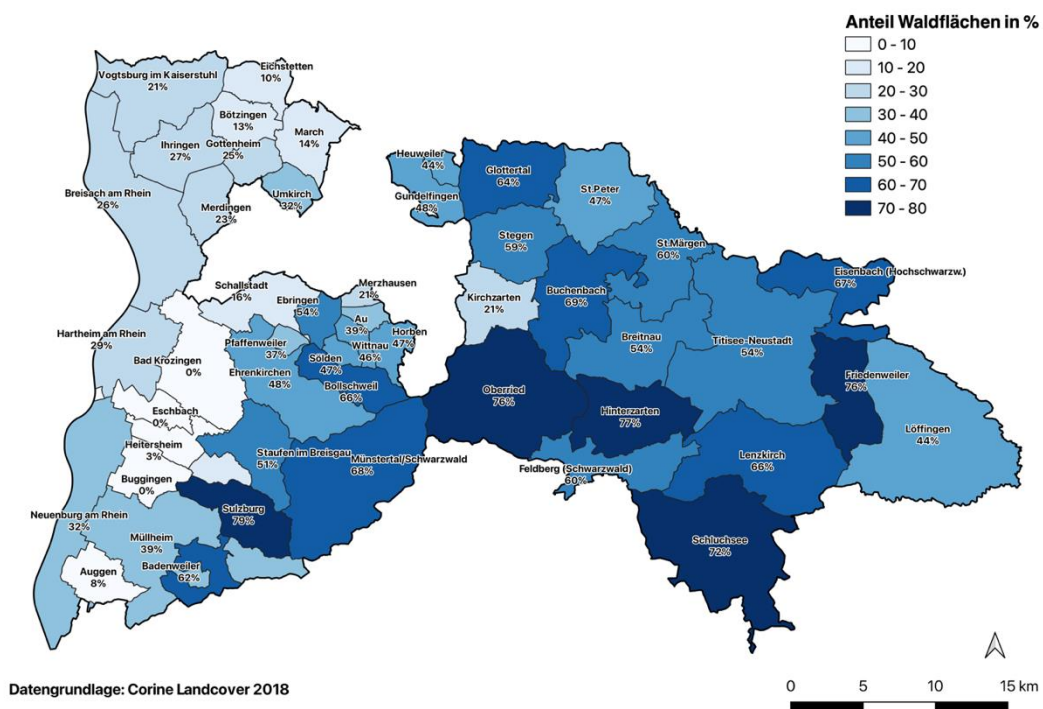 Anteil Waldflächen in %
0 - 10
10 - 20
20 - 30
30 - 40
40 - 50
50 - 60
60 - 70
70 - 80
Vogtsburg im Kaiserstuhl
21%
Eichstetten
10%
Bötzingen
13%
March
14%
Ihringen
27%
Gottenheim
25%
Breisach am Rhein
26%
Merdingen
23%
Umkirch
32%
Heuweiler
44%
Gundelfingen
48%
Glottertal
64%
St.Peter
47%
Stegen
59%
St.Märgen
60%
Eisenbach (Hochschwarzw.)
67%
Schallstadt
16%
Merzhausen
21%
Ebringen
54%
Kirchzarten
21%
Buchenbach
69%
Au
39%
Horben
47%
Hartheim am Rhein
29%
Pfaffenweiler
37%
Wittnau
46%
Breitnau
54%
Titisee-Neustadt
54%
Bad Krozingen
0%
Sölden
47%
Ehrenkirchen
48%
Bollschweil
66%
Oberried
76%
Friedenweiler
76%
Eschbach
0%
Hinterzarten
77%
Löffingen
44%
Heitersheim
3%
Staufen im Breisgau
51%
Münstertal/Schwarzwald
68%
Lenzkirch
66%
Feldberg (Schwarzwald)
60%
Buggingen
0%
Neuenburg am Rhein
32%
Sulzburg
79%
Müllheim
39%
Schluchsee
72%
Badenweiler
62%
Auggen
8%
Datengrundlage: Corine Landcover 2018
0 5 10 15 km